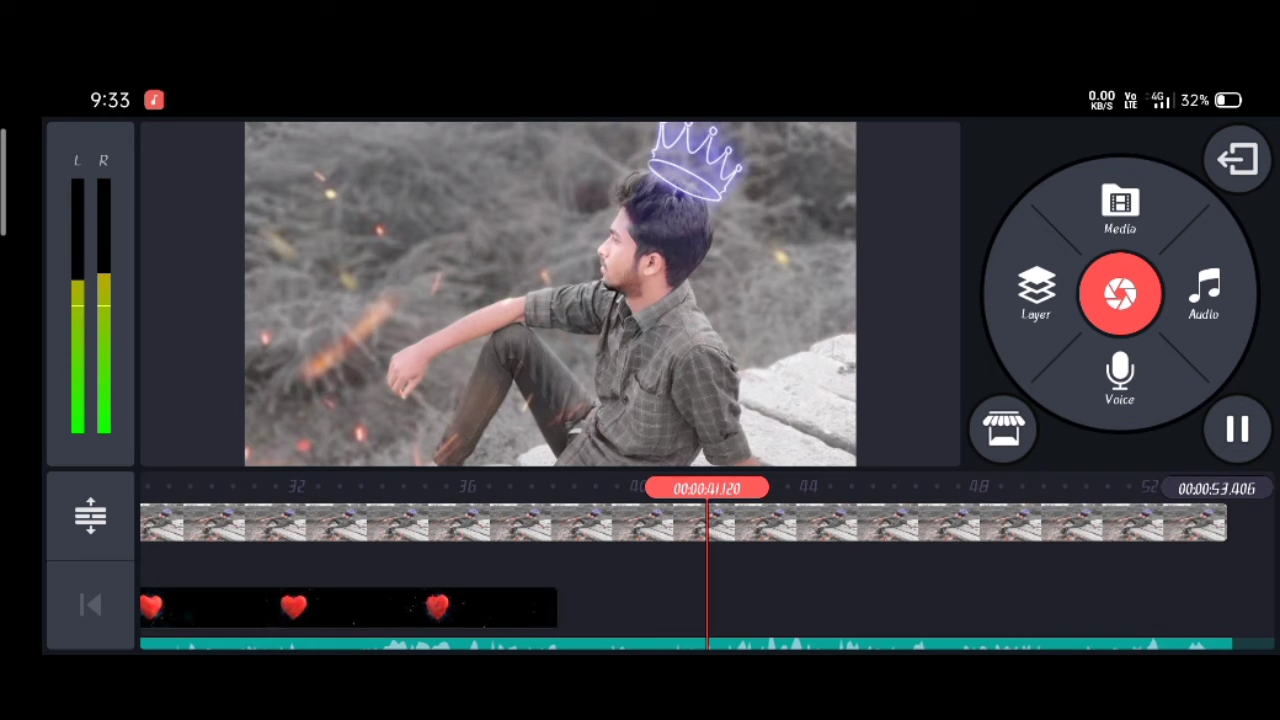 9:33
0.00 KB/S
Vo LTE
4G
32%
L R
Media
Layer
Audio
Voice
32 36 40 44 48 52
00:00:41.120
00:00:53.406